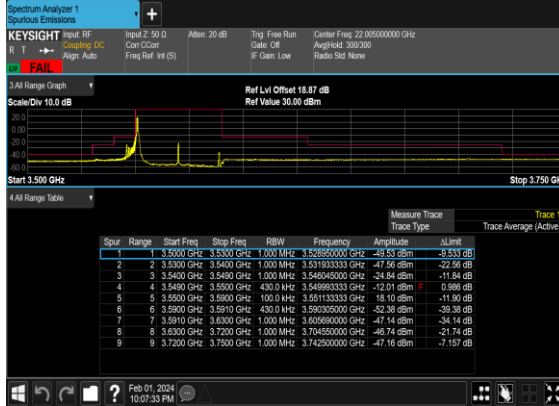 Spectrum Analyzer 1
Spurious Emissions
+
KEYSIGHT Input: RF Input Z: 50 Ω Atten: 20 dB Trig: Free Run Center Freq: 22.005000000 GHz
R T Coupling: DC Corr CCorr Gate: Off Avg|Hold: 300/300
Align: Auto Freq Ref: Int (S) IF Gain: Low Radio Std: None
FAIL
3 All Range Graph
Ref Lvl Offset 18.87 dB
Scale/Div 10.0 dB Ref Value 30.00 dBm
20.0
0.00
-20.0
-40.0
-60.0
Start 3.500 GHz Stop 3.750 GH
4 All Range Table
Measure Trace Trace 1
Trace Type Trace Average (Active
Spur Range Start Freq Stop Freq RBW Frequency Amplitude ΔLimit
1 1 3.5000 GHz 3.5300 GHz 1.000 MHz 3.528950000 GHz -49.53 dBm -9.533 dB
2 2 3.5300 GHz 3.5400 GHz 1.000 MHz 3.531933333 GHz -47.56 dBm -22.56 dB
3 3 3.5400 GHz 3.5490 GHz 1.000 MHz 3.546045000 GHz -24.84 dBm -11.84 dB
4 4 3.5490 GHz 3.5500 GHz 430.0 kHz 3.549993333 GHz -12.01 dBm F 0.986 dB
5 5 3.5500 GHz 3.5900 GHz 100.0 kHz 3.551133333 GHz 18.10 dBm -11.90 dB
6 6 3.5900 GHz 3.5910 GHz 430.0 kHz 3.590305000 GHz -52.38 dBm -39.38 dB
7 7 3.5910 GHz 3.6300 GHz 1.000 MHz 3.605690000 GHz -47.14 dBm -34.14 dB
8 8 3.6300 GHz 3.7200 GHz 1.000 MHz 3.704550000 GHz -46.74 dBm -21.74 dB
9 9 3.7200 GHz 3.7500 GHz 1.000 MHz 3.742500000 GHz -47.16 dBm -7.157 dB
?
Feb 01, 2024
10:07:33 PM